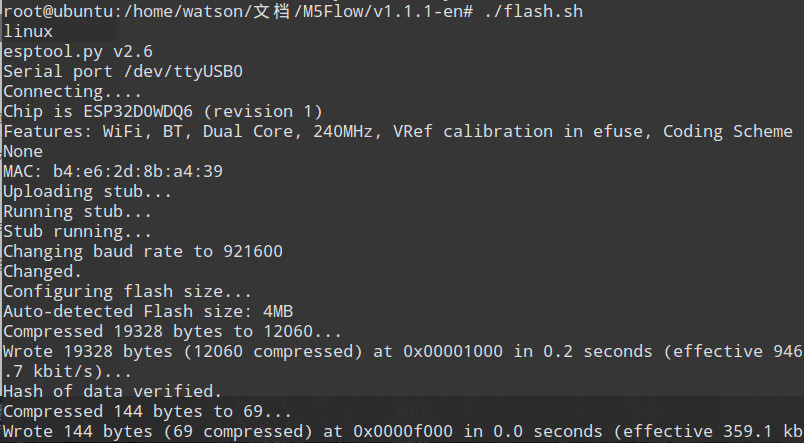 root@ubuntu:/home/watson/文档/M5Flow/v1.1.1-en# ./flash.sh
linux
esptool.py v2.6
Serial port /dev/ttyUSB0
Connecting....
Chip is ESP32D0WDQ6 (revision 1)
Features: WiFi, BT, Dual Core, 240MHz, VRef calibration in efuse, Coding Scheme
None
MAC: b4:e6:2d:8b:a4:39
Uploading stub...
Running stub...
Stub running...
Changing baud rate to 921600
Changed.
Configuring flash size...
Auto-detected Flash size: 4MB
Compressed 19328 bytes to 12060...
Wrote 19328 bytes (12060 compressed) at 0x00001000 in 0.2 seconds (effective 946
.7 kbit/s)...
Hash of data verified.
Compressed 144 bytes to 69...
Wrote 144 bytes (69 compressed) at 0x0000f000 in 0.0 seconds (effective 359.1 kb